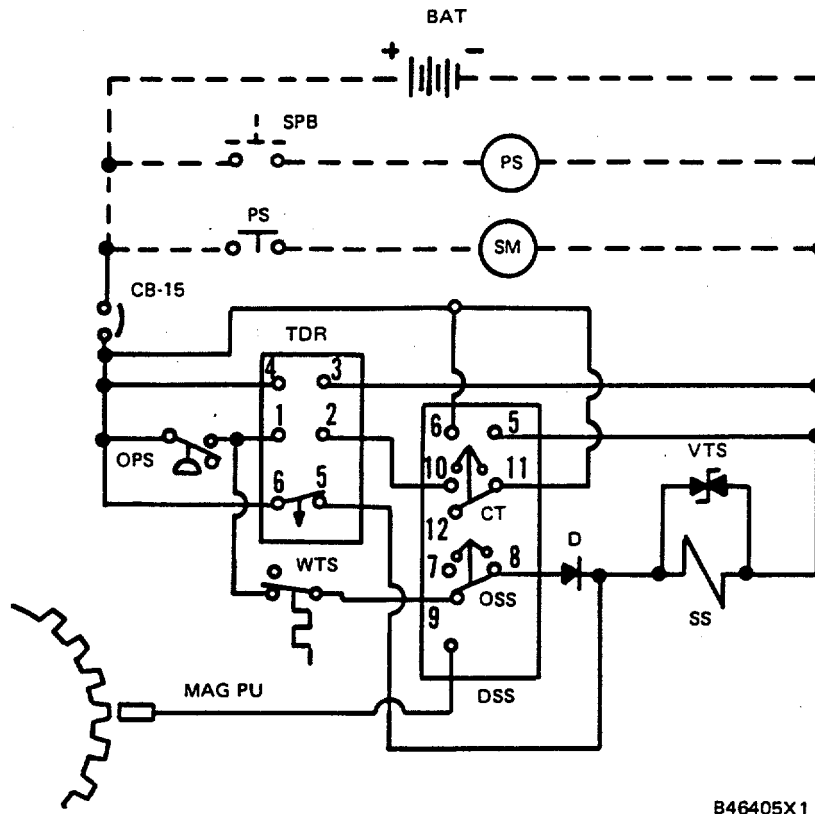 BAT
+ -
SPB
PS
PS
SM
CB-15
TDR
4 3
1 2
6 5
OPS
6 5
10 11
12 CT
7 8
9 OSS
VTS
D
SS
WTS
MAG PU
DSS
B46405X1